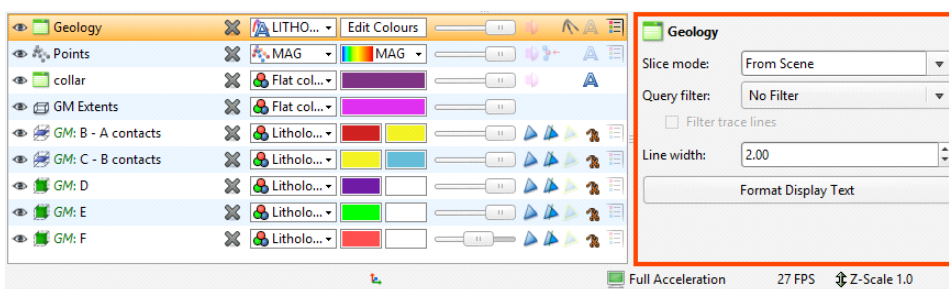 Geology LITHO... Edit Colours
Points MAG MAG
collar Flat col...
GM Extents Flat col...
GM: B - A contacts Litholo...
GM: C - B contacts Litholo...
GM: D Litholo...
GM: E Litholo...
GM: F Litholo...
Geology
Slice mode: From Scene
Query filter: No Filter
Filter trace lines
Line width: 2.00
Format Display Text
Full Acceleration 27 FPS Z-Scale 1.0